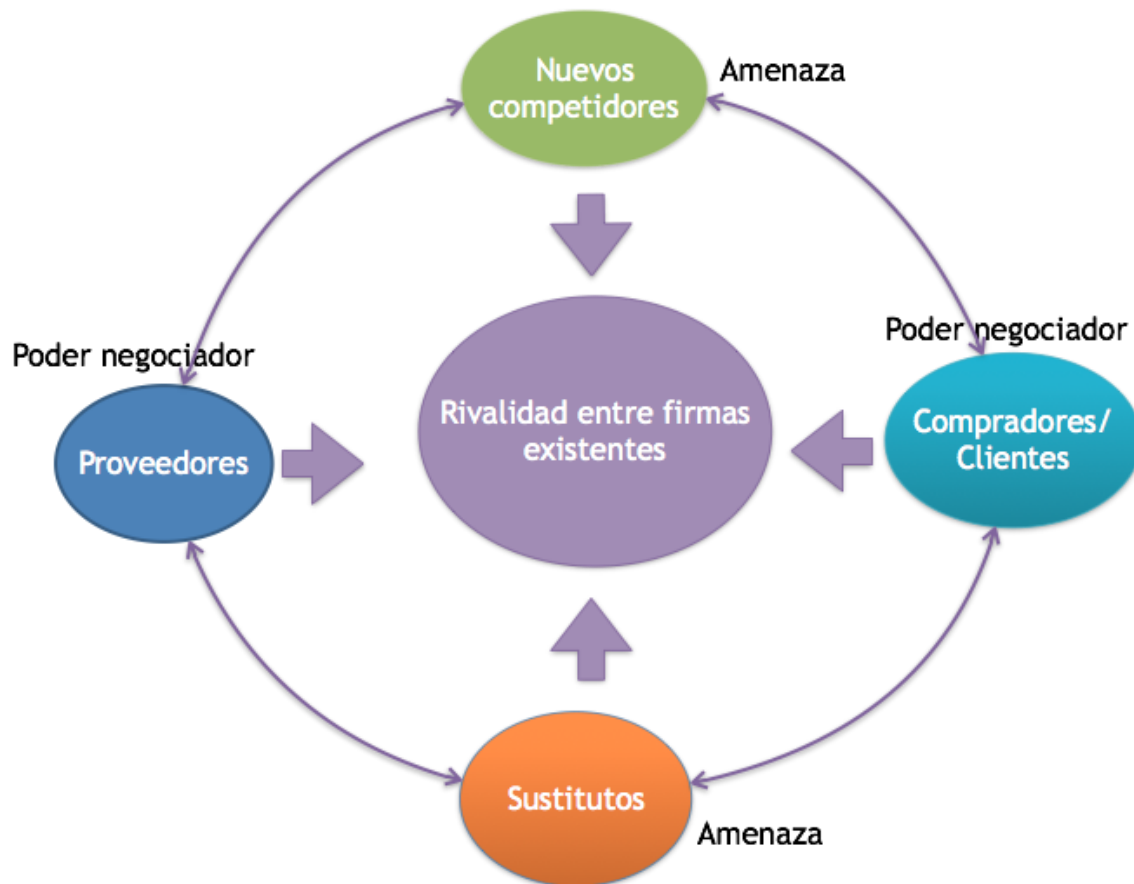 Nuevos
competidores
Amenaza
Poder negociador
Proveedores
Rivalidad entre firmas
existentes
Poder negociador
Compradores/
Clientes
Sustitutos
Amenaza